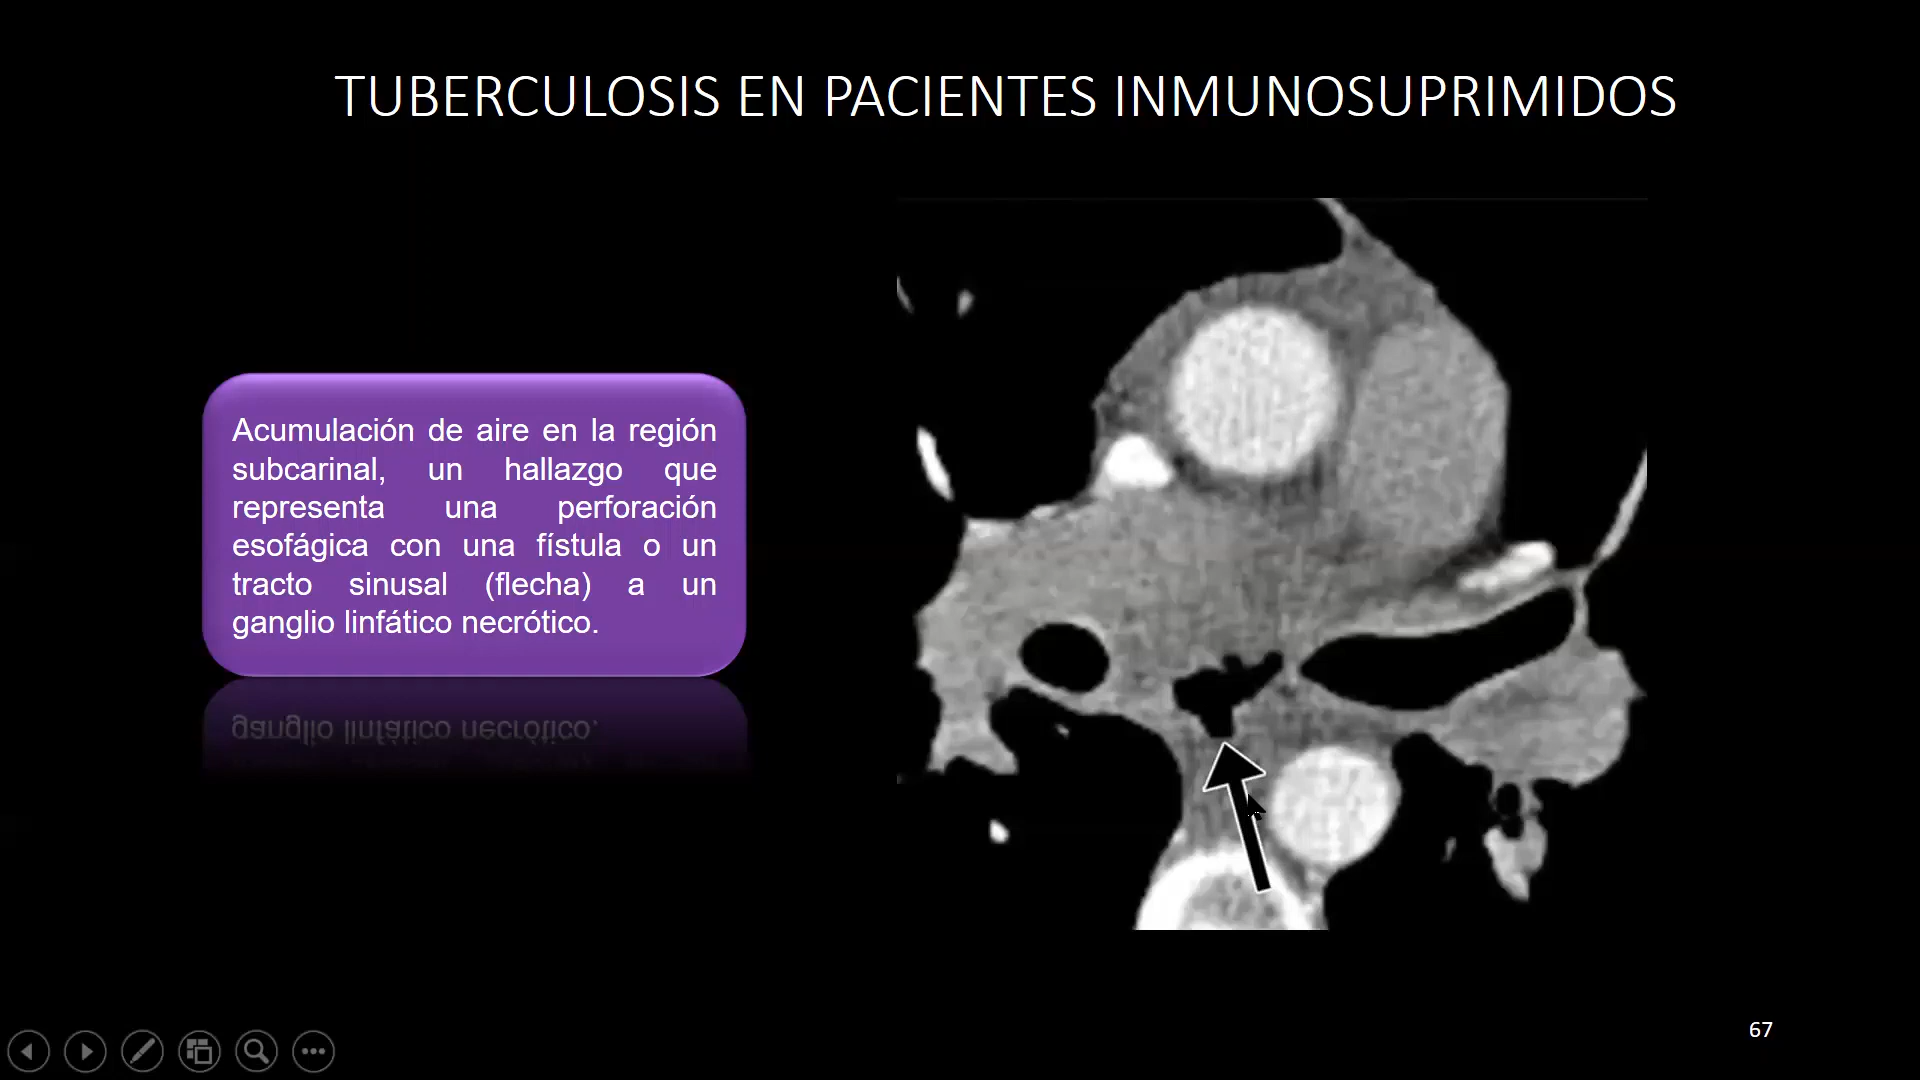 TUBERCULOSIS EN PACIENTES INMUNOSUPRIMIDOS
Acumulación de aire en la región
subcarinal, un hallazgo que
representa una perforación
esofágica con una fístula o un
tracto sinusal (flecha) a un
ganglio linfático necrótico.
67